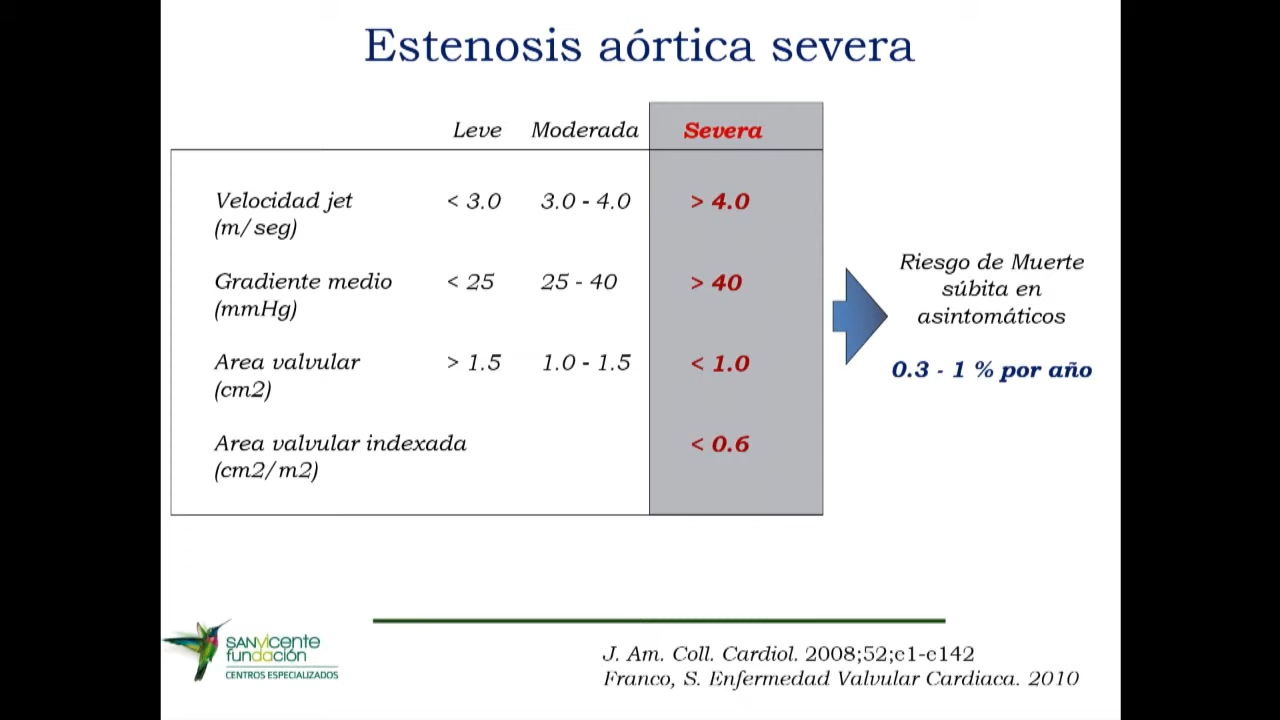 Estenosis aórtica severa
Leve Moderada Severa
Velocidad jet < 3.0 3.0 - 4.0 > 4.0
(m/seg)
Gradiente medio < 25 25 - 40 > 40
(mmHg)
Area valvular > 1.5 1.0 - 1.5 < 1.0
(cm2)
Area valvular indexada < 0.6
(cm2/m2)
Riesgo de Muerte
súbita en
asintomáticos
0.3 - 1 % por año
SANVICENTE
fundación
CENTROS ESPECIALIZADOS
J. Am. Coll. Cardiol. 2008;52;e1-e142
Franco, S. Enfermedad Valvular Cardiaca. 2010